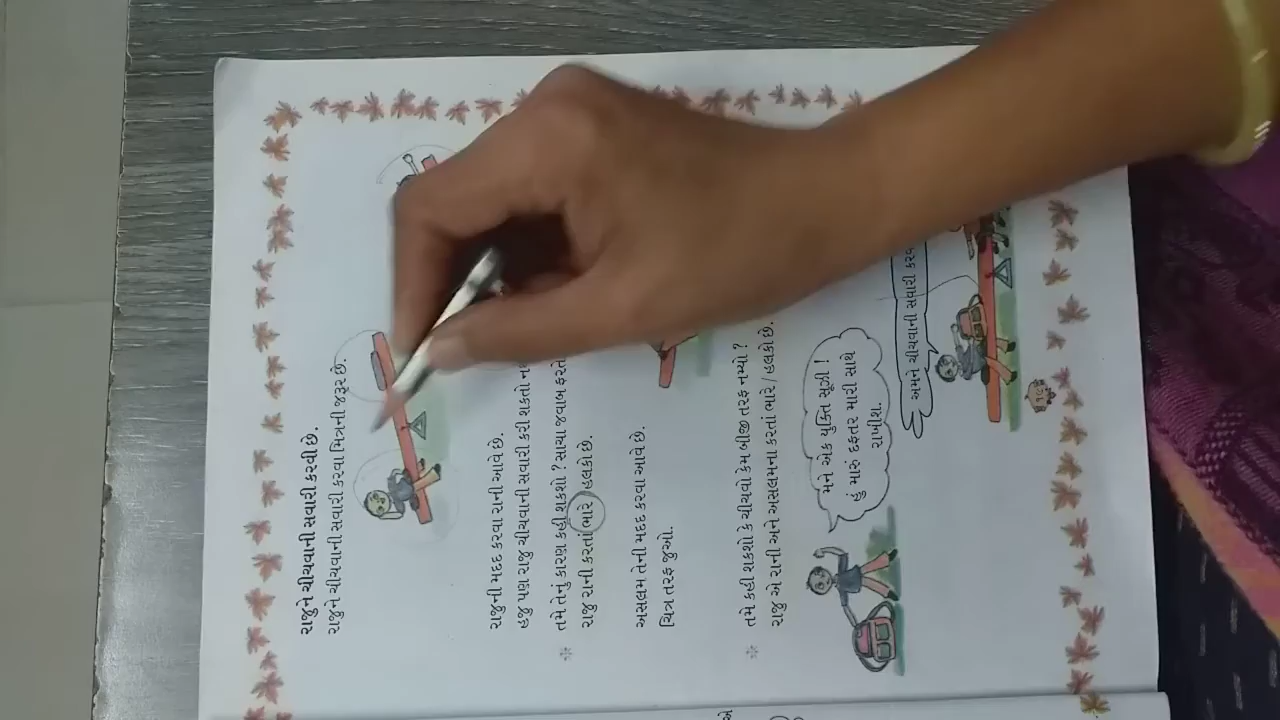 રાજુને ચીચવાની સવારી કરવી છે.
રાજુને ચીચવાની સવારી કરવા મિત્રની જરૂર છે.
રાજુની મદદ કરવા રાની આવે છે.
હજુ પણ રાજુ ચીચવાની સવારી કરી શકતો
તમે તેનું કારણ કહી શકશો ? સાચા જવાબ ફરતે
રાજુ રાની કરતાં ભારે હલકો છે.
અસલમ તેની મદદ કરવા આવે છે.
ચિત્ર તરફ જુઓ.
* તમે કહી શકશો કે ચીચવો કેમ બીજી તરફ નમ્યો ?
રાજુ એ રાની અને અસલમના કરતાં ભારે / હલકો છે.
મને એક યુક્તિ સૂઝી !
હું મારું દફતર મારી સાથે
રાખીશ.
અમને ચીચવાની સવારી